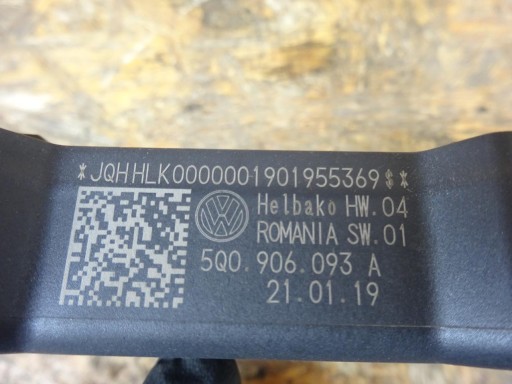 *JQHHLK0000001901955369$*
Helbako HW.04
ROMANIA SW.01
5Q0.906.093 A
21.01.19